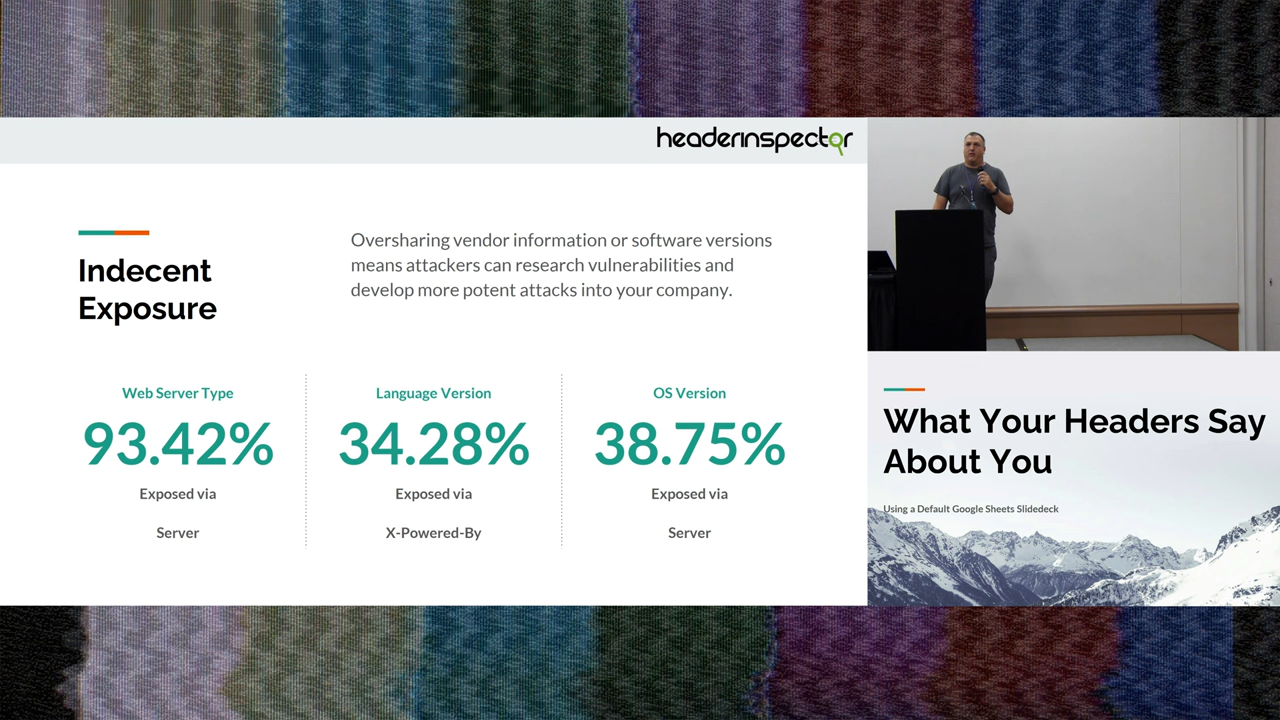 headerinspector
Indecent
Exposure
Oversharing vendor information or software versions
means attackers can research vulnerabilities and
develop more potent attacks into your company.
Web Server Type
93.42%
Exposed via
Server
Language Version
34.28%
Exposed via
X-Powered-By
OS Version
38.75%
Exposed via
Server
What Your Headers Say
About You
Using a Default Google Sheets Slidedeck